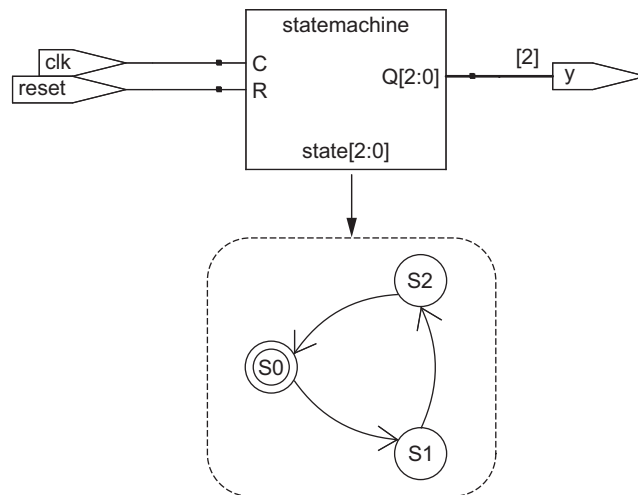 statemachine
clk
C
[2]
reset
R
Q[2:0]
y
state[2:0]
S2
S0
S1